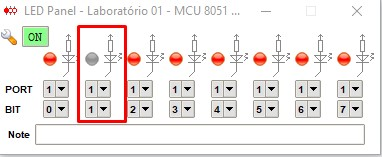 LED Panel - Laboratório 01 - MCU 8051 ...
ON
PORT 1 1 1 1 1 1 1 1
BIT 0 1 2 3 4 5 6 7
Note